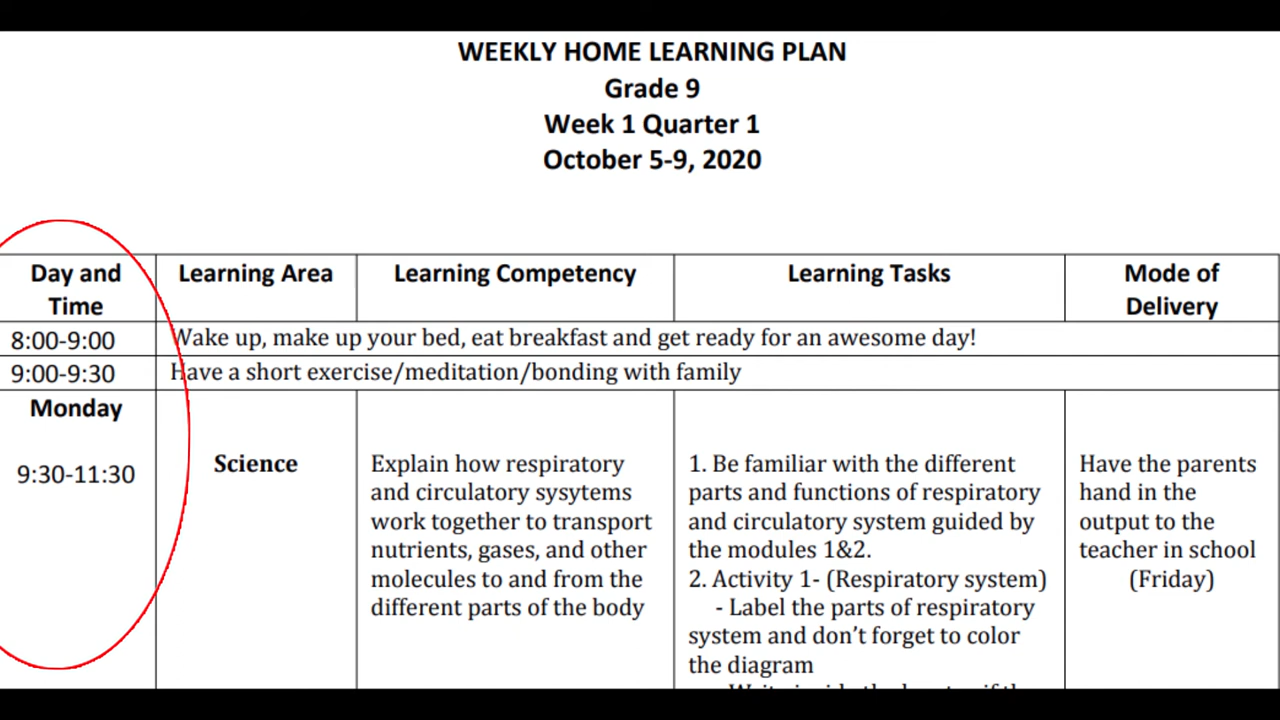 WEEKLY HOME LEARNING PLAN
Grade 9
Week 1 Quarter 1
October 5-9, 2020
Day and
Time
Learning Area
Learning Competency
Learning Tasks
Mode of
Delivery
8:00-9:00
Wake up, make up your bed, eat breakfast and get ready for an awesome day!
9:00-9:30
Have a short exercise/meditation/bonding with family
Monday
9:30-11:30
Science
Explain how respiratory
and circulatory sysytems
work together to transport
nutrients, gases, and other
molecules to and from the
different parts of the body
1. Be familiar with the different
parts and functions of respiratory
and circulatory system guided by
the modules 1&2.
2. Activity 1- (Respiratory system)
- Label the parts of respiratory
system and don't forget to color
the diagram
Have the parents
hand in the
output to the
teacher in school
(Friday)